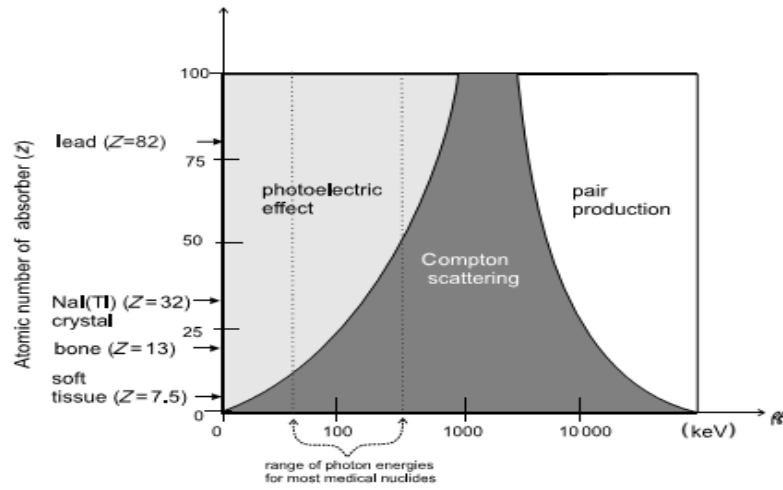 100
lead (Z=82)
75
photoelectric
effect
pair
production
Atomic number of absorber (z)
50
Compton
scattering
NaI(Tl) (Z=32)
crystal
25
bone (Z=13)
soft
tissue (Z=7.5)
0
0
100
1000
10 000
(keV)
range of photon energies
for most medical nuclides